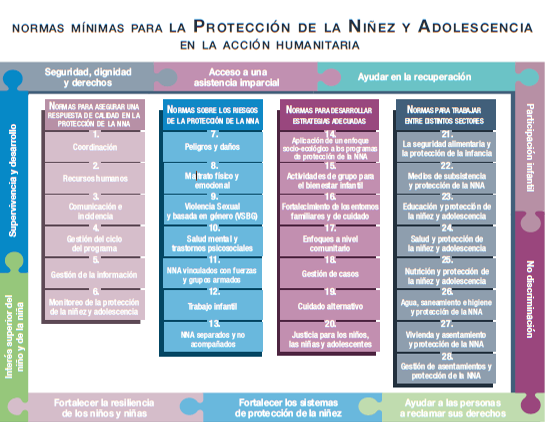 NORMAS MÍNIMAS PARA LA PROTECCIÓN DE LA NIÑEZ Y ADOLESCENCIA
EN LA ACCIÓN HUMANITARIA
Seguridad, dignidad
y derechos
Acceso a una
asistencia imparcial
Ayudar en la recuperación
Supervivencia y desarrollo
Interés superior del
niño y de la niña
NORMAS PARA ASEGURAR UNA
RESPUESTA DE CALIDAD EN LA
PROTECCIÓN DE LA NNA
1.
Coordinación
2.
Recursos humanos
3.
Comunicación e
incidencia
4.
Gestión del ciclo
del programa
5.
Gestión de la información
6.
Monitoreo de la protección
de la niñez y adolescencia
NORMAS SOBRE LOS RIESGOS
DE LA PROTECCIÓN DE LA NNA
7.
Peligros y daños
8.
Maltrato físico y
emocional
9.
Violencia Sexual
y basada en género (VSBG)
10.
Salud mental y
trastornos psicosociales
11.
NNA vinculados con fuerzas
y grupos armados
12.
Trabajo infantil
13.
NNA separados y no
acompañados
NORMAS PARA DESARROLLAR
ESTRATEGIAS ADECUADAS
14.
Aplicación de un enfoque
socio-ecológico a los programas
de protección de la NNA
15.
Actividades de grupo para
el bienestar infantil
16.
Fortalecimiento de los entornos
familiares y de cuidado
17.
Enfoques a nivel
comunitario
18.
Gestión de casos
19.
Cuidado alternativo
20.
Justicia para los niños,
las niñas y adolescentes
NORMAS PARA TRABAJAR
ENTRE DISTINTOS SECTORES
21.
La seguridad alimentaria y
la protección de la infancia
22.
Medios de subsistencia
y protección de la NNA
23.
Educación y protección de
la niñez y adolescencia
24.
Salud y protección de
la niñez y adolescencia
25.
Nutrición y protección de
la niñez y adolescencia
26.
Agua, saneamiento e higiene
y protección de la NNA
27.
Vivienda y asentamiento
y protección de la NNA
28.
Gestión de asentamientos y
protección de la NNA
Participación infantil
No discriminación
Fortalecer la resiliencia
de los niños y niñas
Fortalecer los sistemas
de protección de la niñez
Ayudar a las personas
a reclamar sus derechos